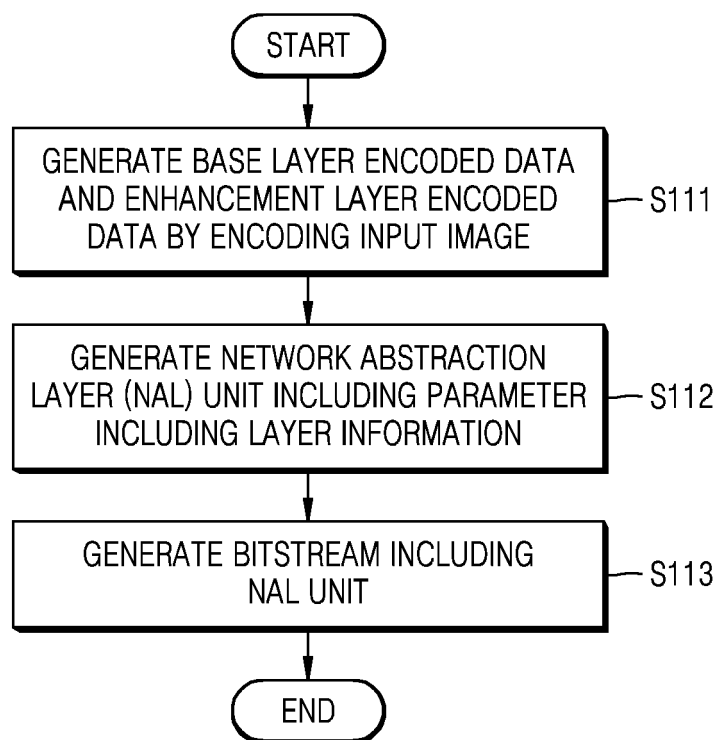 START
GENERATE BASE LAYER ENCODED DATA
AND ENHANCEMENT LAYER ENCODED
DATA BY ENCODING INPUT IMAGE
S111
GENERATE NETWORK ABSTRACTION
LAYER (NAL) UNIT INCLUDING PARAMETER
INCLUDING LAYER INFORMATION
S112
GENERATE BITSTREAM INCLUDING
NAL UNIT
S113
END